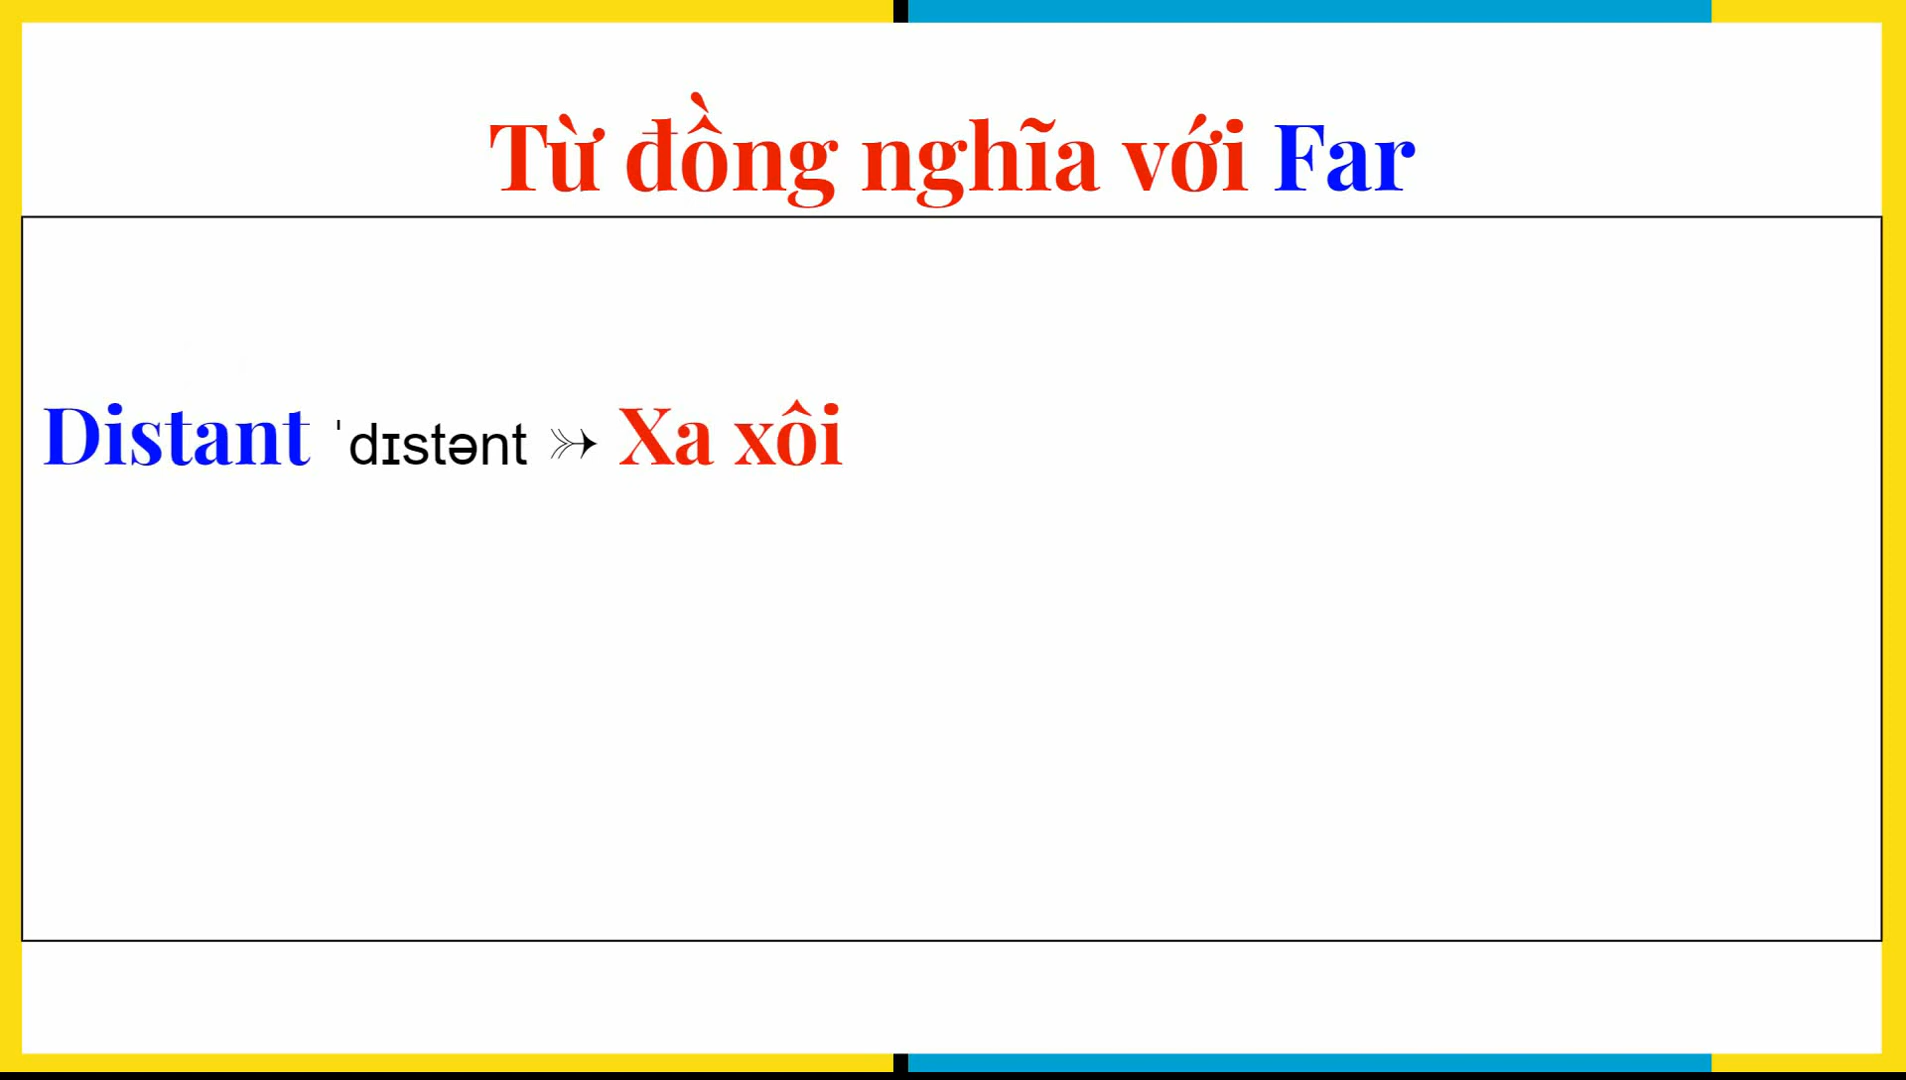 Từ đồng nghĩa với Far
Distant ˈdɪstənt ➳ Xa xôi